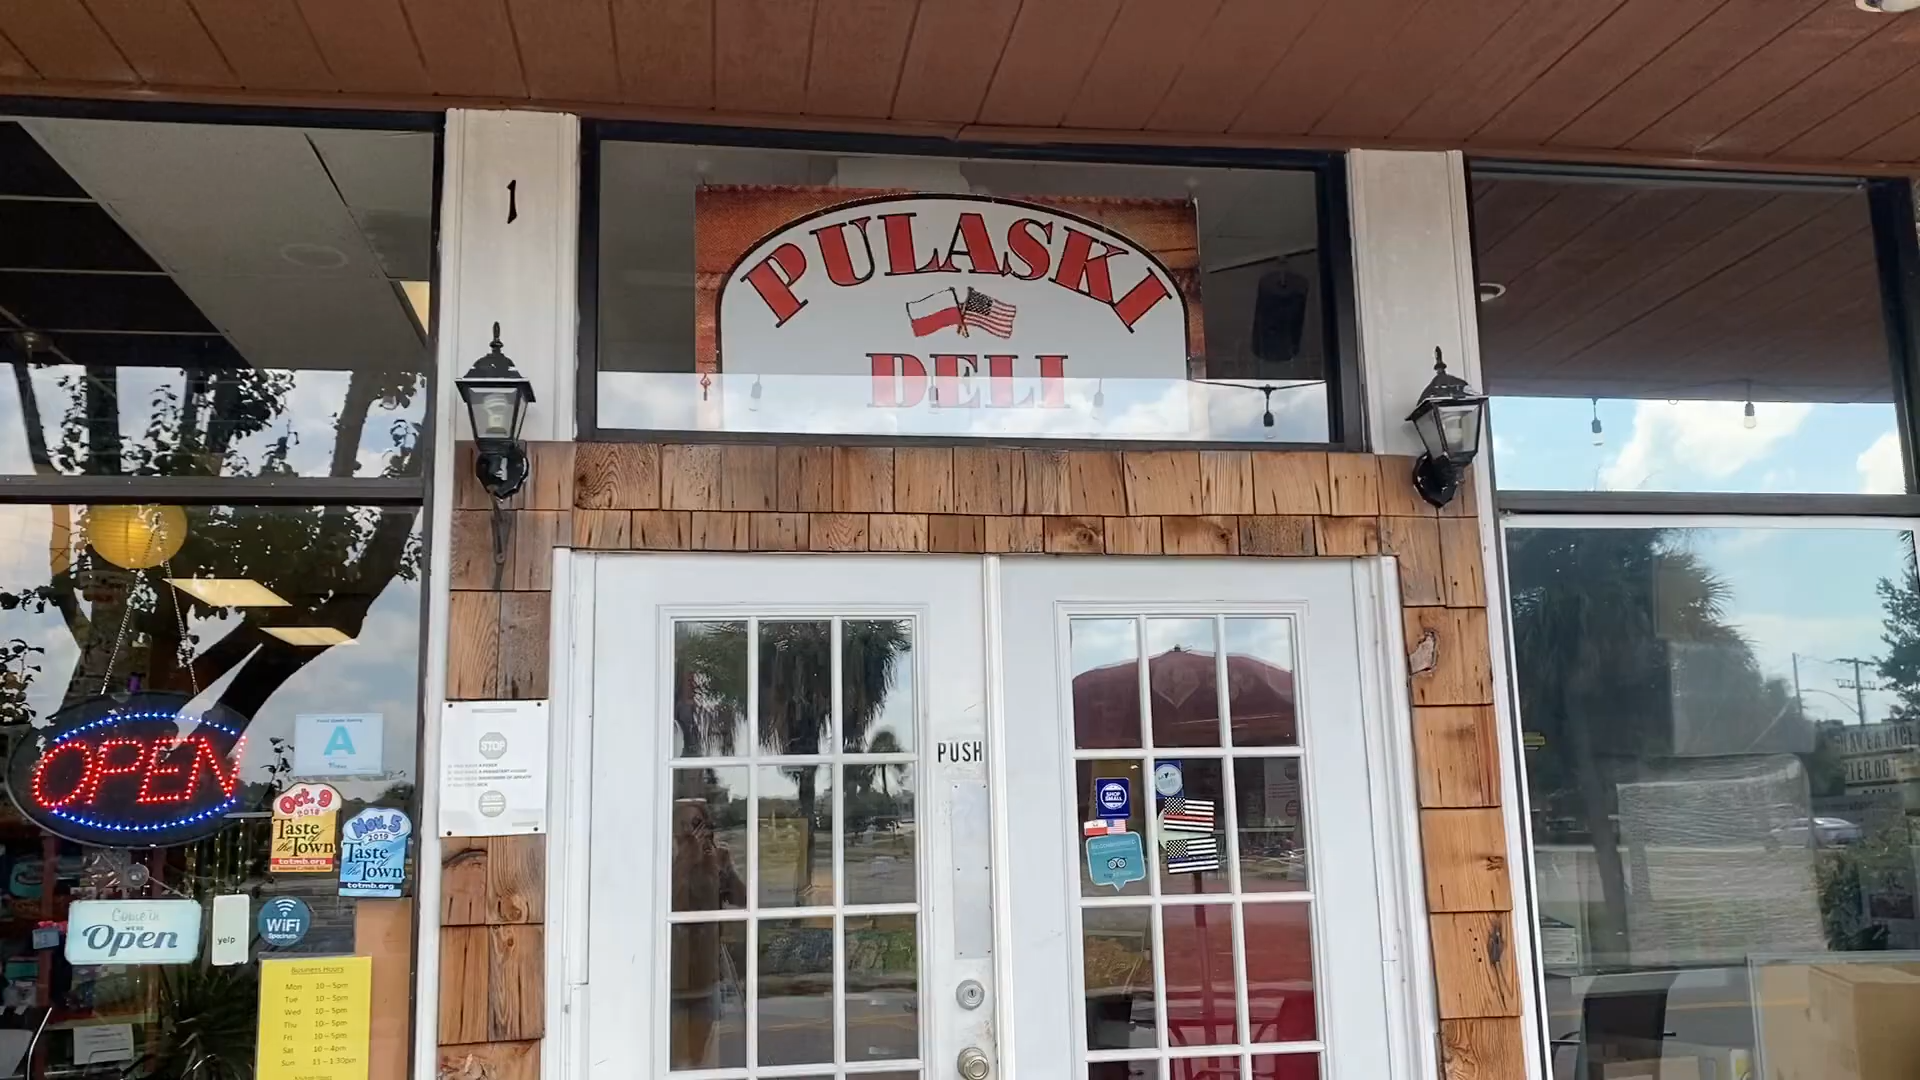 1
PULASKI
DELI
OPEN
A
STOP
Oct. 9
2018
Taste
of the
Town
totmb.org
Nov. 5
2019
Taste
of the
Town
totmb.org
PUSH
SHOP
SMALL
Come in
WE'RE
Open
yelp
WiFi
Spectrum
Business Hours
Mon 10-5pm
Tue 10-5pm
Wed 10-5pm
Thu 10-5pm
Fri 10-5pm
Sat 10-4pm
Sun 11-1:30pm